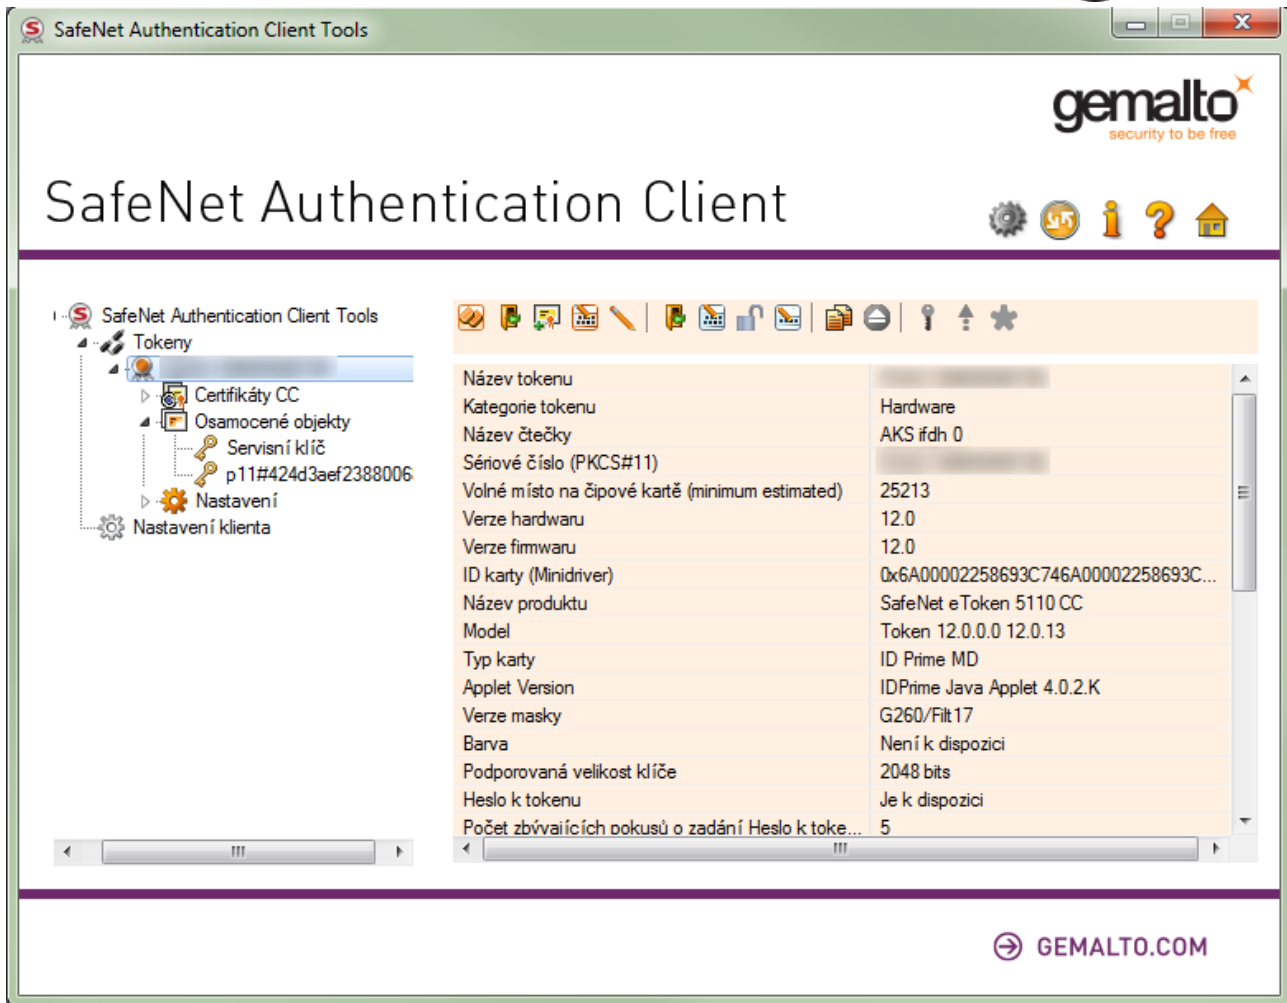 SafeNet Authentication Client Tools
gemalto
security to be free
SafeNet Authentication Client
SafeNet Authentication Client Tools
Tokeny
Certifikáty CC
Osamocené objekty
Servisní klíč
p11#424d3aef2388006
Nastavení
Nastavení klienta
Název tokenu
Kategorie tokenu Hardware
Název čtečky AKS ifdh 0
Sériové číslo (PKCS#11)
Volné místo na čipové kartě (minimum estimated) 25213
Verze hardwaru 12.0
Verze firmwaru 12.0
ID karty (Minidriver) 0x6A00002258693C746A00002258693C...
Název produktu SafeNet eToken 5110 CC
Model Token 12.0.0.0 12.0.13
Typ karty ID Prime MD
Applet Version IDPrime Java Applet 4.0.2.K
Verze masky G260/Filt17
Barva Není k dispozici
Podporovaná velikost klíče 2048 bits
Heslo k tokenu Je k dispozici
Počet zbývajících pokusů o zadání Heslo k toke... 5
GEMALTO.COM